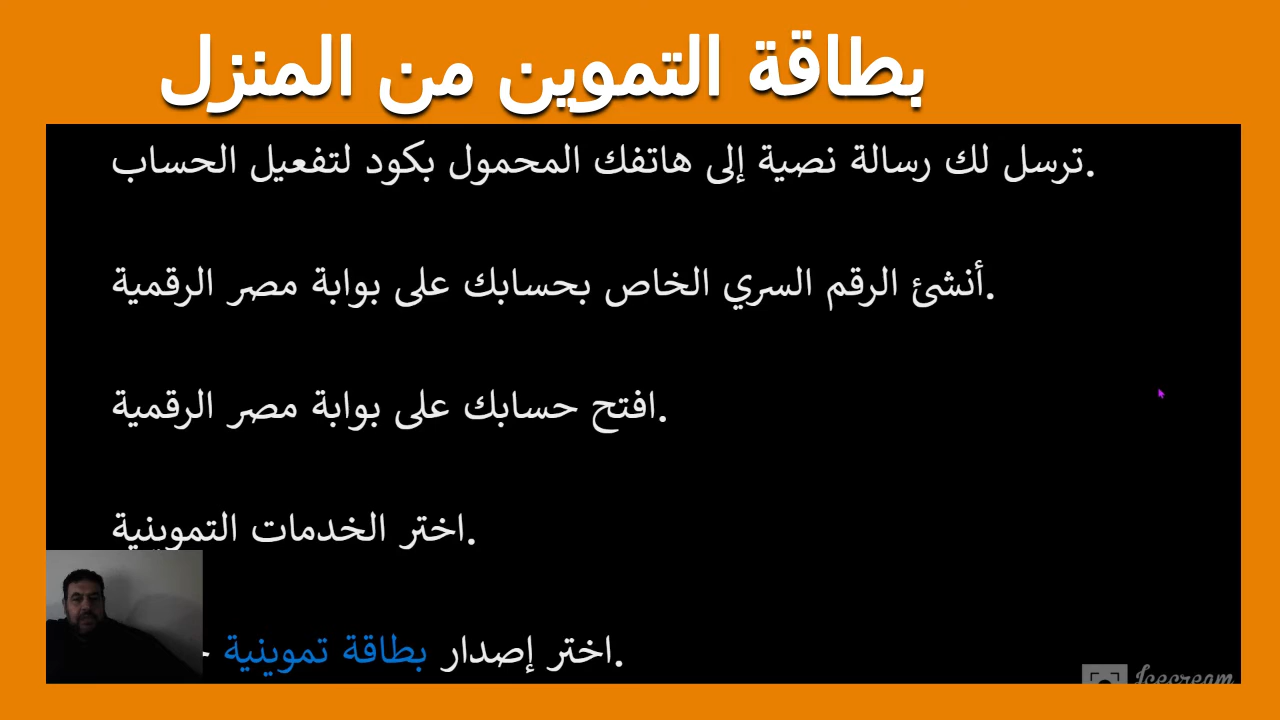 بطاقة التموين من المنزل
ترسل لك رسالة نصية إلى هاتفك المحمول بكود لتفعيل الحساب.
أنشئ الرقم السري الخاص بحسابك على بوابة مصر الرقمية.
افتح حسابك على بوابة مصر الرقمية.
اختر الخدمات التموينية.
اختر إصدار بطاقة تموينية.
Icecream